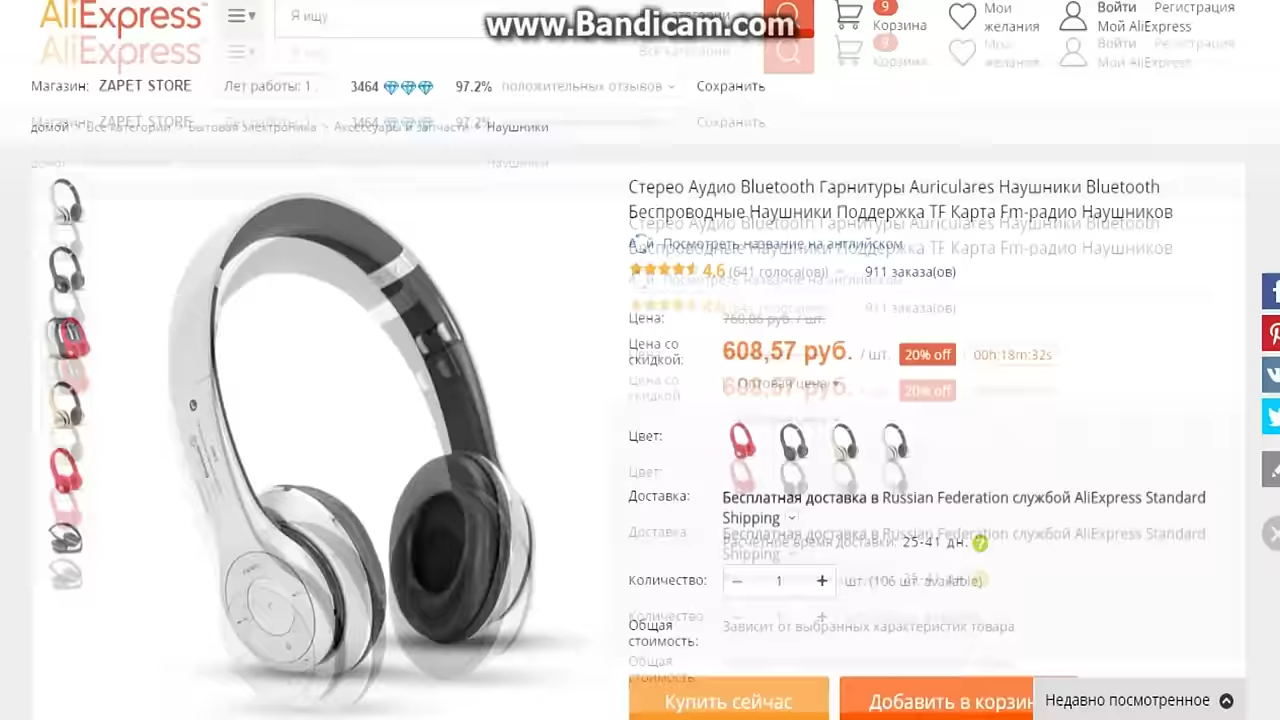 www.Bandicam.com
AliExpress
Я ищу
9
Корзина
Мои желания
Войти
Регистрация
Мой AliExpress
Магазин: ZAPET STORE
Лет работы: 1
3464
97.2% положительных отзывов
Сохранить
домой > Все категории > Бытовая электроника > Аксессуары и запчасти > Наушники
Стерео Аудио Bluetooth Гарнитуры Auriculares Наушники Bluetooth
Беспроводные Наушники Поддержка TF Карта Fm-радио Наушников
Посмотреть название на английском
4.6 (641 голоса(ов)) 911 заказа(ов)
Цена: 760,86 руб. / шт.
Цена со скидкой: 608,57 руб. / шт. 20% off 00h:18m:32s
Оптовая цена
Цвет:
Доставка: Бесплатная доставка в Russian Federation службой AliExpress Standard
Shipping
Расчетное время доставки: 25-41 дн. ?
Количество: − 1 + шт. (106 шт. available)
Общая стоимость: Зависит от выбранных характеристик товара
Купить сейчас
Добавить в корзин
Недавно посмотренное